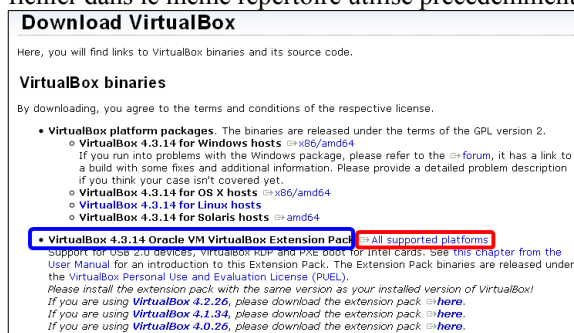 fichier dans le même répertoire utilisé précédemment
Download VirtualBox
Here, you will find links to VirtualBox binaries and its source code.
VirtualBox binaries
By downloading, you agree to the terms and conditions of the respective license.
• VirtualBox platform packages. The binaries are released under the terms of the GPL version 2.
VirtualBox 4.3.14 for Windows hosts x86/amd64
If you run into problems with the Windows package, please refer to the forum, it has a link to
a build with some fixes and additional information. Please provide a detailed problem description
if you think your case isn't covered yet.
VirtualBox 4.3.14 for OS X hosts x86/amd64
VirtualBox 4.3.14 for Linux hosts
VirtualBox 4.3.14 for Solaris hosts amd64
• VirtualBox 4.3.14 Oracle VM VirtualBox Extension Pack All supported platforms
Support for USB 2.0 devices, VirtualBox RDP and PXE boot for Intel cards. See this chapter from the
User Manual for an introduction to this Extension Pack. The Extension Pack binaries are released under
the VirtualBox Personal Use and Evaluation License (PUEL).
Please install the extension pack with the same version as your installed version of VirtualBox!
If you are using VirtualBox 4.2.26, please download the extension pack here.
If you are using VirtualBox 4.1.34, please download the extension pack here.
If you are using VirtualBox 4.0.26, please download the extension pack here.